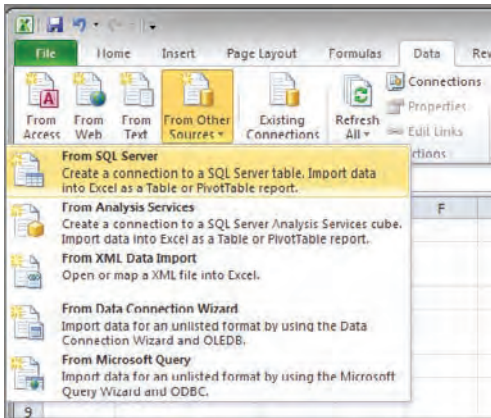 File Home Insert Page Layout Formulas Data Rev
From Access
From Web
From Text
From Other Sources
Existing Connections
Refresh All
Connections
Properties
Edit Links
From SQL Server
Create a connection to a SQL Server table. Import data
into Excel as a Table or PivotTable report.
From Analysis Services
Create a connection to a SQL Server Analysis Services cube.
Import data into Excel as a Table or PivotTable report.
From XML Data Import
Open or map a XML file into Excel.
From Data Connection Wizard
Import data for an unlisted format by using the Data
Connection Wizard and OLEDB.
From Microsoft Query
Import data for an unlisted format by using the Microsoft
Query Wizard and ODBC.
F
9